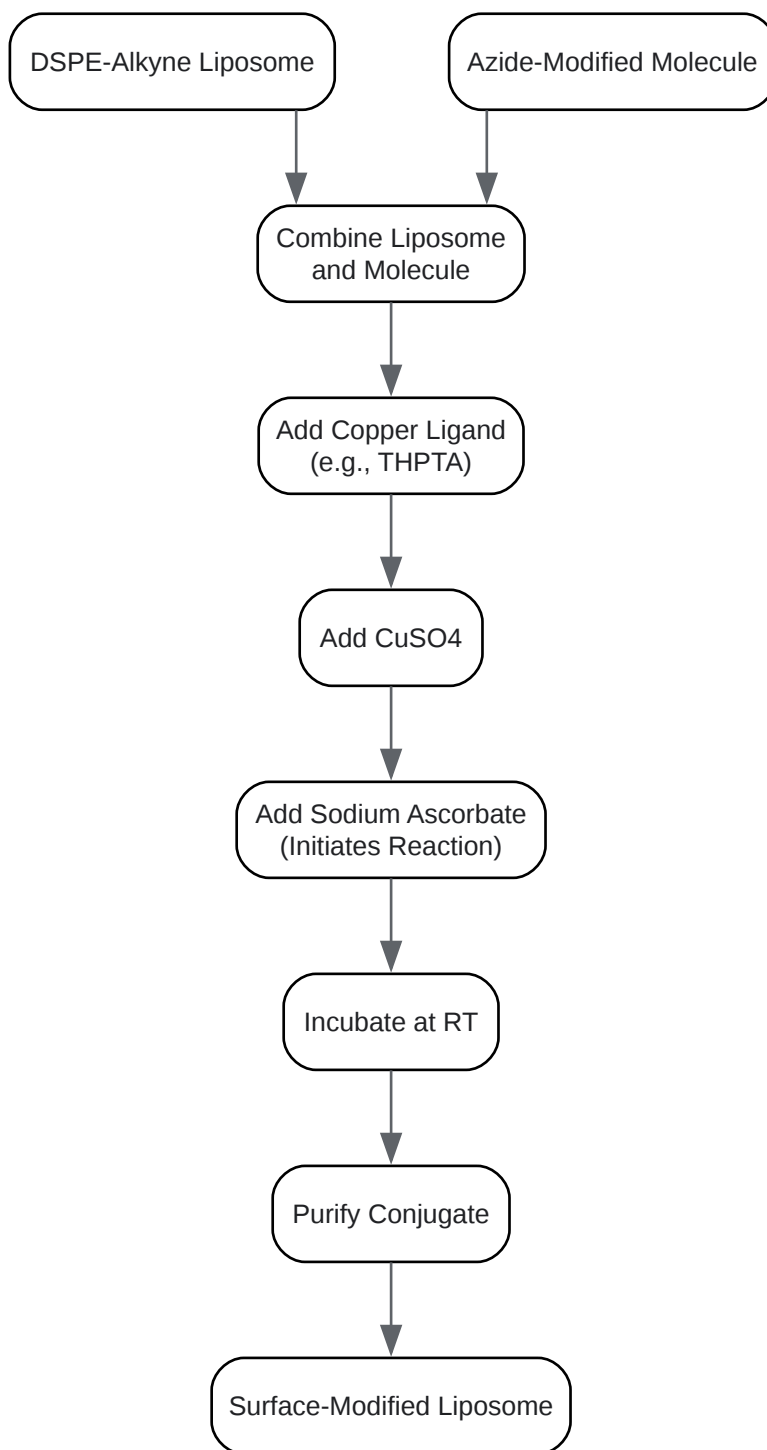 DSPE-Alkyne Liposome
Azide-Modified Molecule
Combine Liposome
and Molecule
Add Copper Ligand
(e.g., THPTA)
Add CuSO4
Add Sodium Ascorbate
(Initiates Reaction)
Incubate at RT
Purify Conjugate
Surface-Modified Liposome